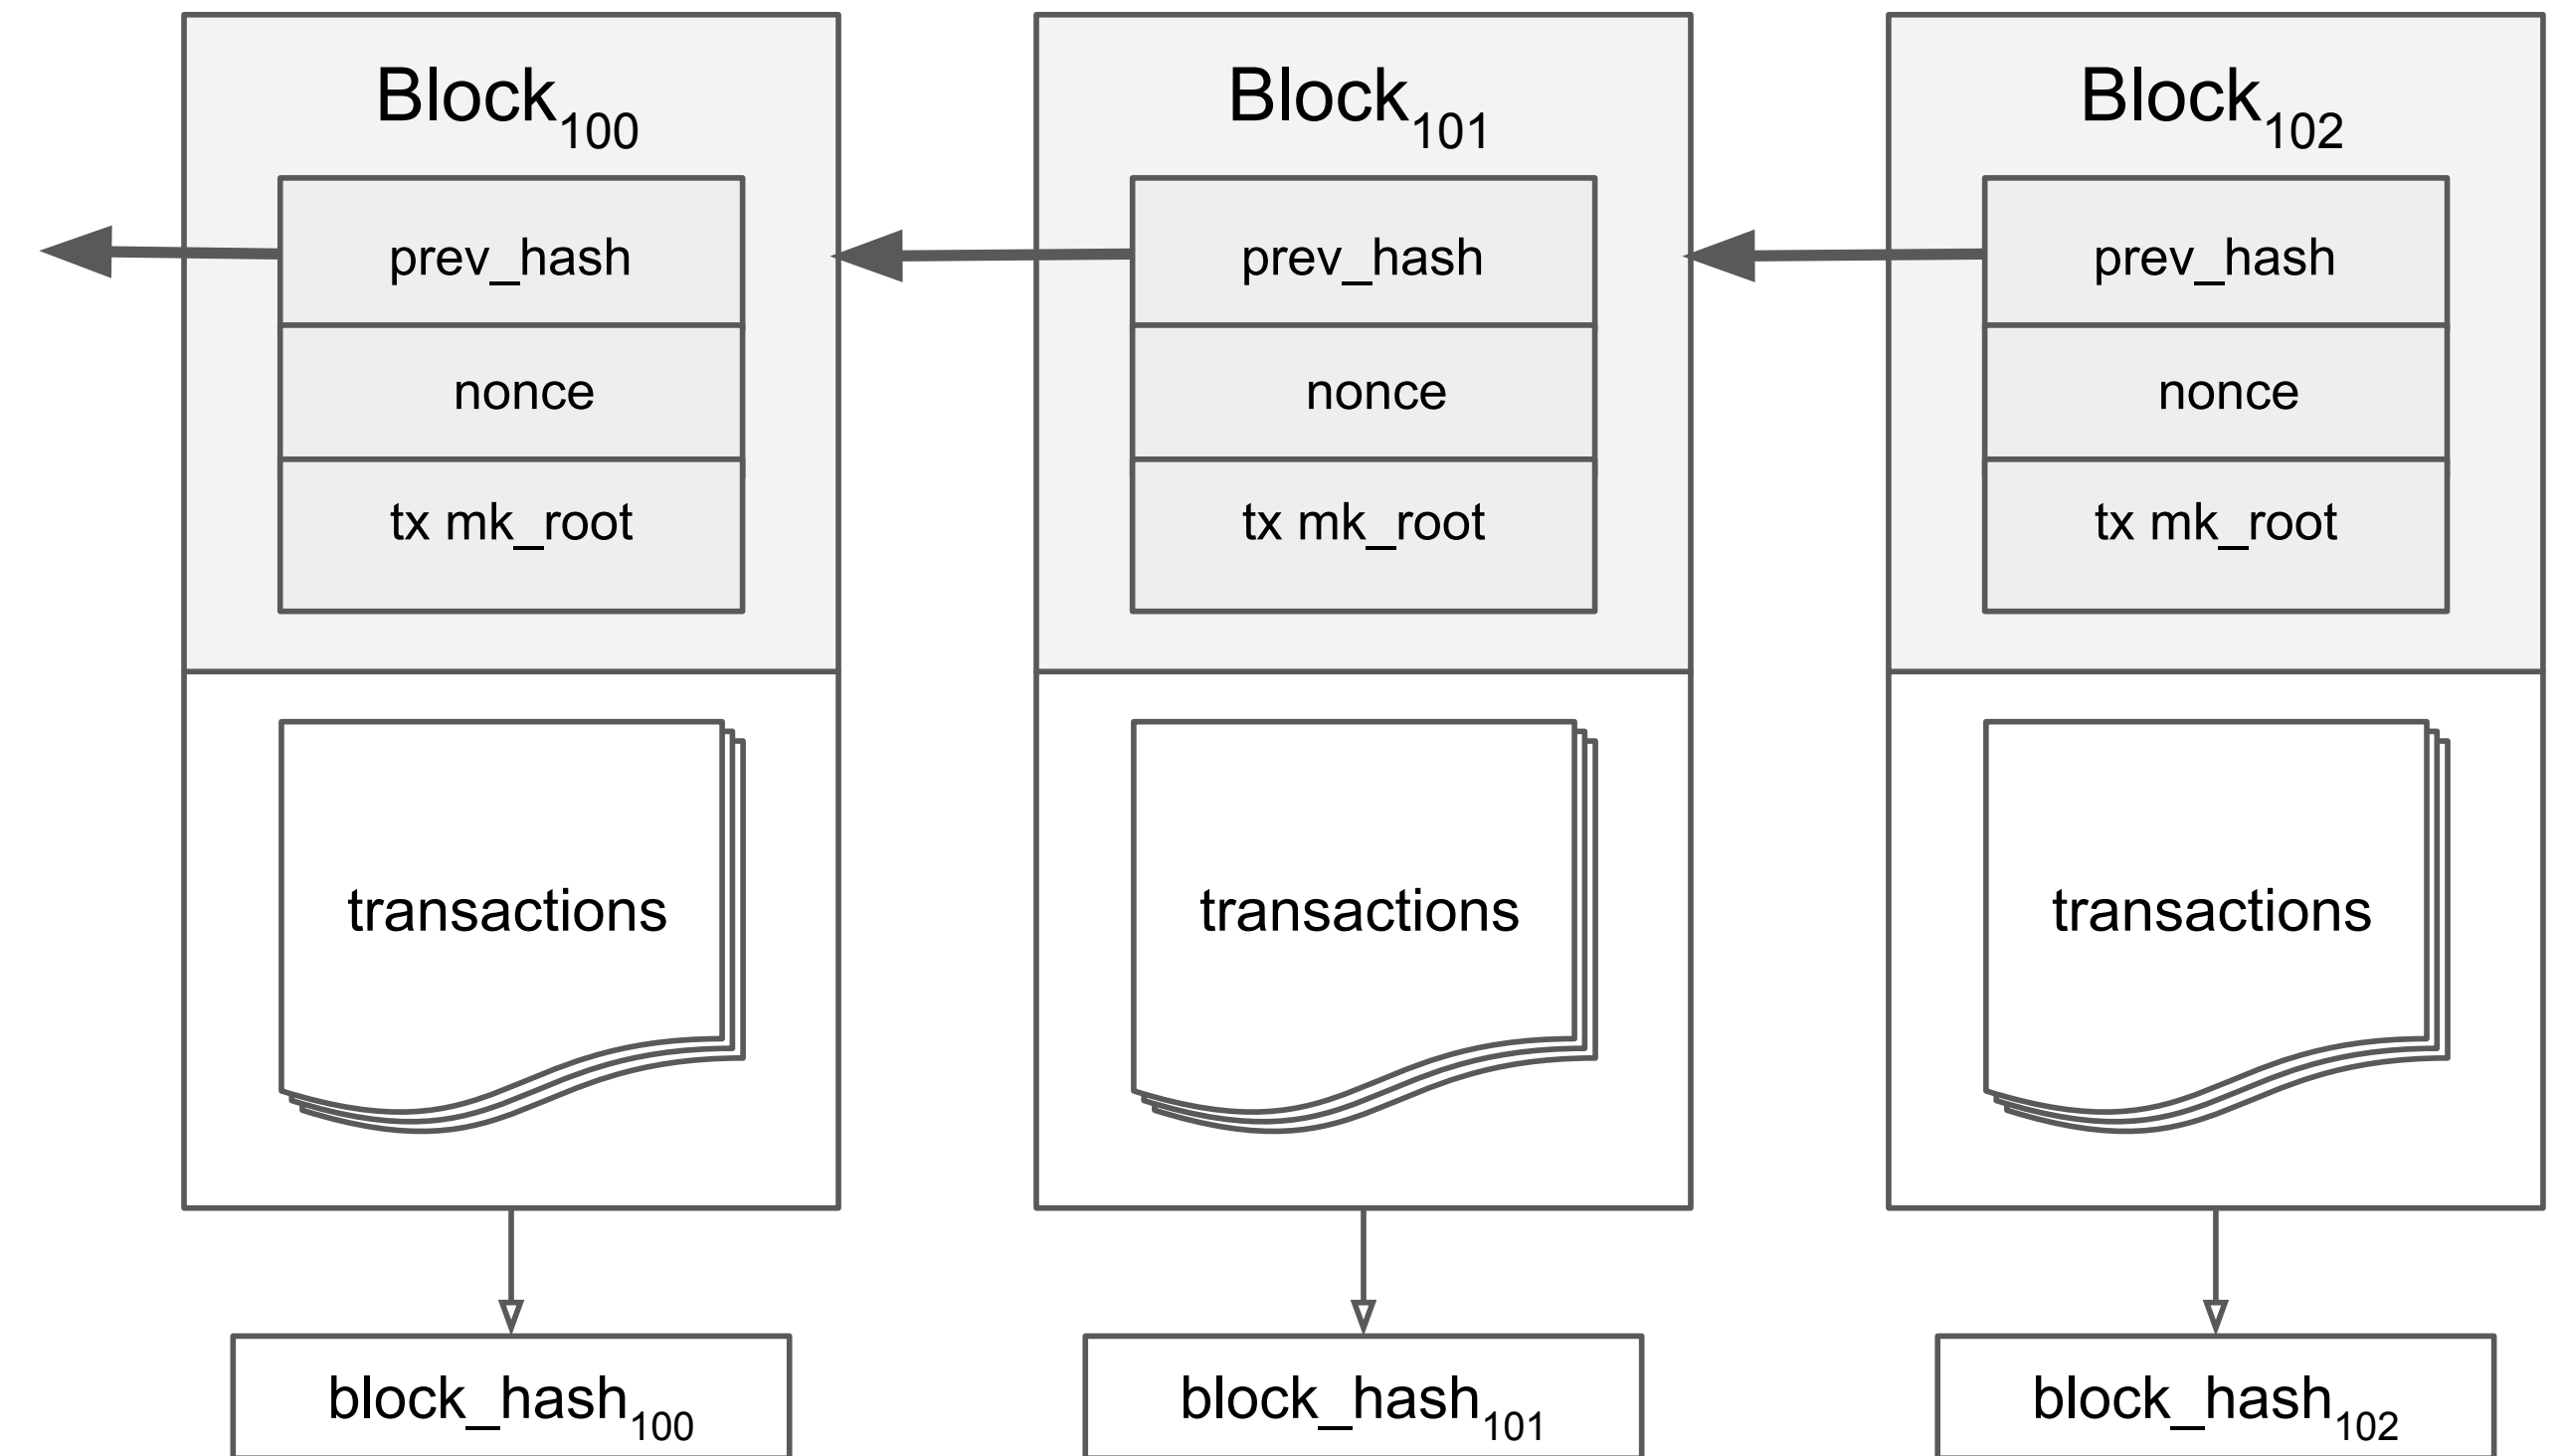 Block100
prev_hash
nonce
tx mk_root
transactions
block_hash100
Block101
prev_hash
nonce
tx mk_root
transactions
block_hash101
Block102
prev_hash
nonce
tx mk_root
transactions
block_hash102